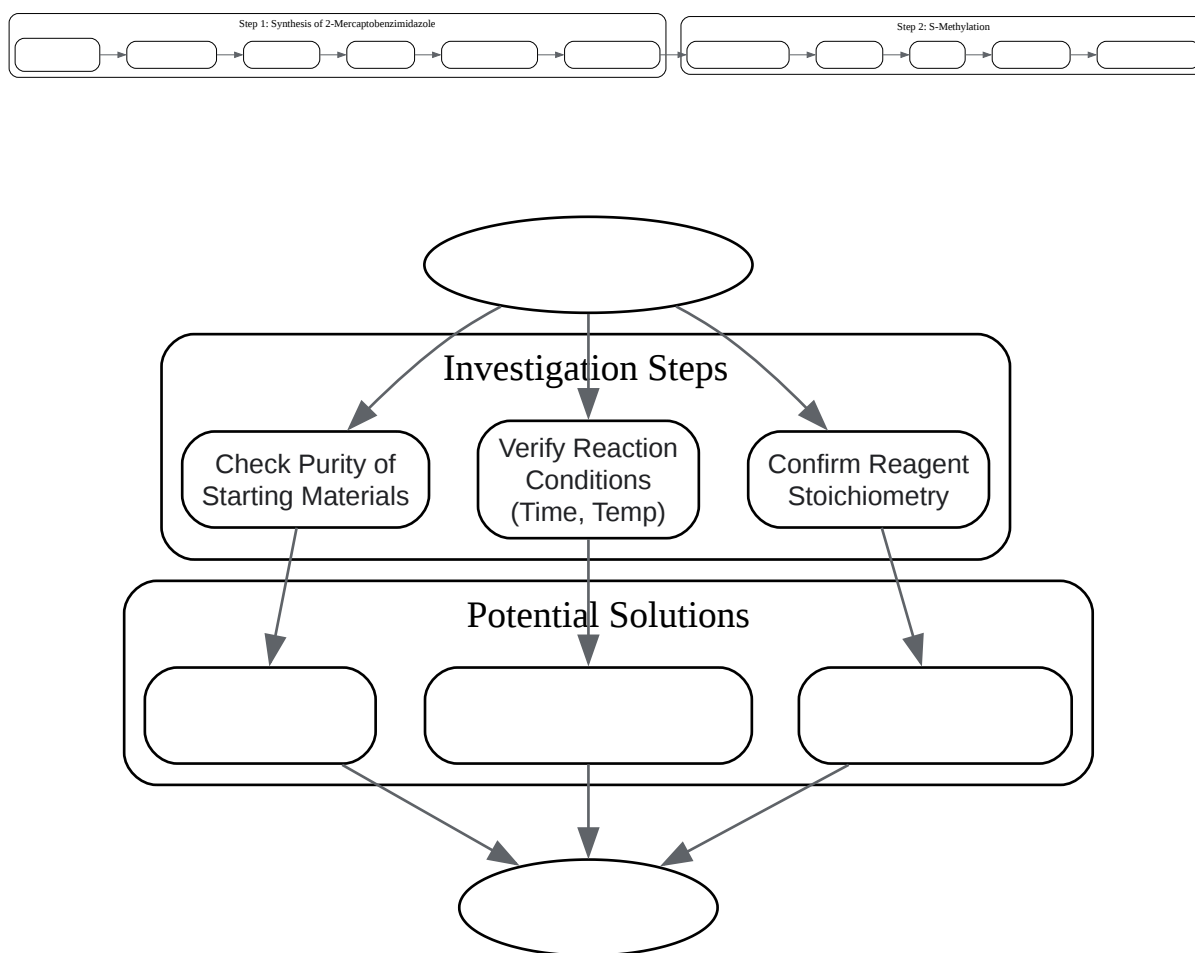 Step 1: Synthesis of 2-Mercaptobenzimidazole
Step 2: S-Methylation
Investigation Steps
Check Purity of
Starting Materials
Verify Reaction
Conditions
(Time, Temp)
Confirm Reagent
Stoichiometry
Potential Solutions